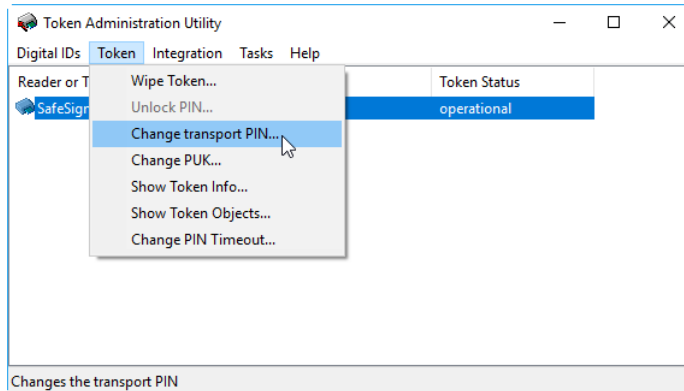 Token Administration Utility
Digital IDs Token Integration Tasks Help
Reader or T Token Status
SafeSign operational
Wipe Token...
Unlock PIN...
Change transport PIN...
Change PUK...
Show Token Info...
Show Token Objects...
Change PIN Timeout...
Changes the transport PIN